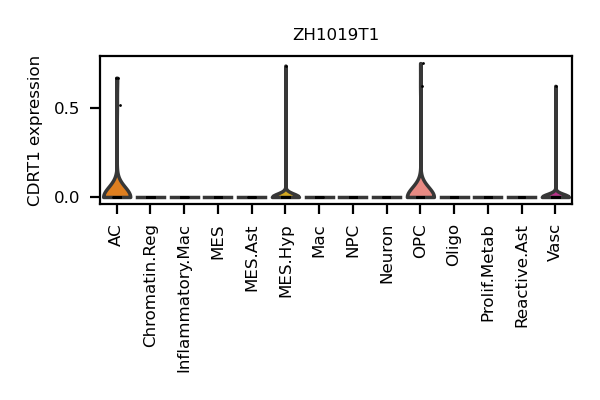 ZH1019T1
CDRT1 expression
0.5
0.0
AC
Chromatin.Reg
Inflammatory.Mac
MES
MES.Ast
MES.Hyp
Mac
NPC
Neuron
OPC
Oligo
Prolif.Metab
Reactive.Ast
Vasc